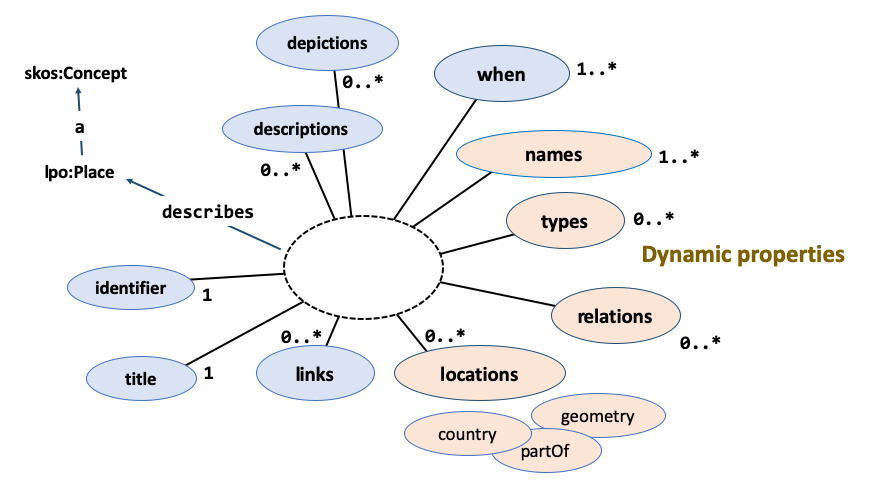 depictions
0..*
skos:Concept
when
1..*
a
descriptions
0..*
names
1..*
lpo:Place
describes
types
0..*
Dynamic properties
identifier
1
relations
0..*
0..*
0..*
title
1
links
locations
geometry
country
partOf